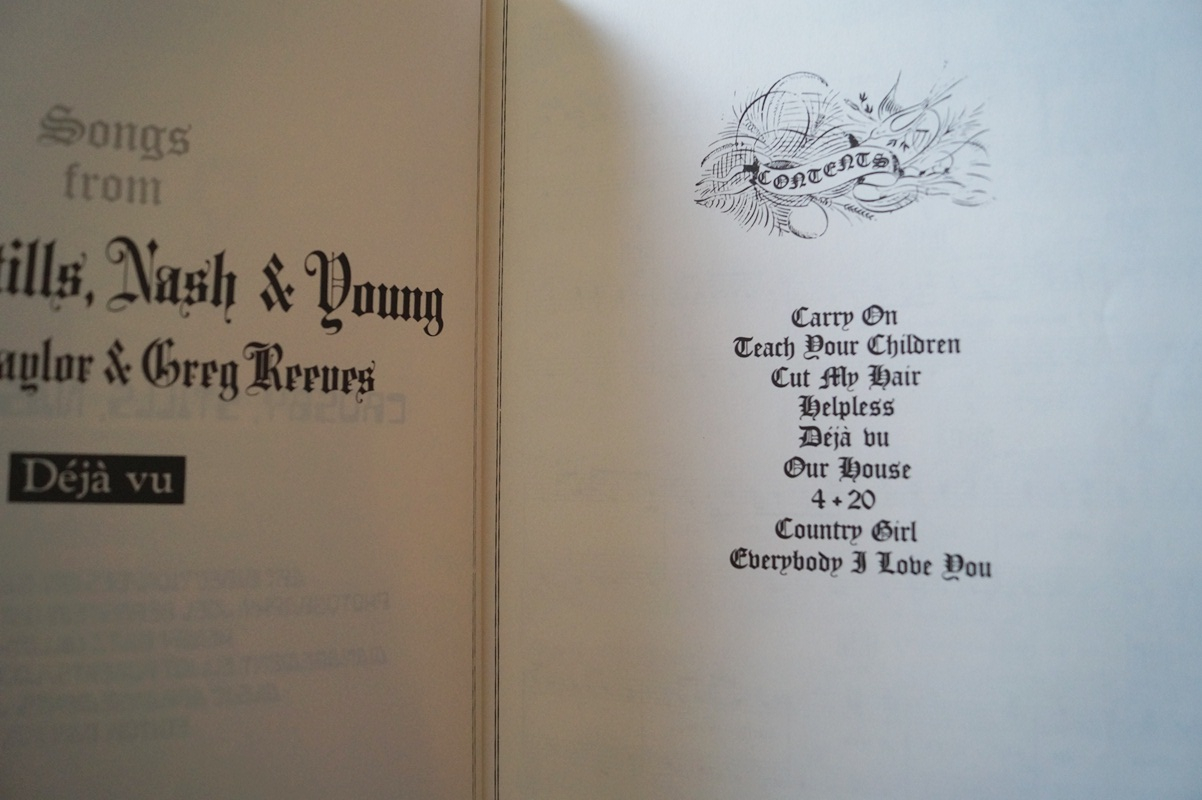 Songs
from
tills, Nash & Young
aylor & Greg Reeves
Déjà vu
CONTENTS
Carry On
Teach Your Children
Cut My Hair
Helpless
Déjà vu
Our House
4 + 20
Country Girl
Everybody I Love You